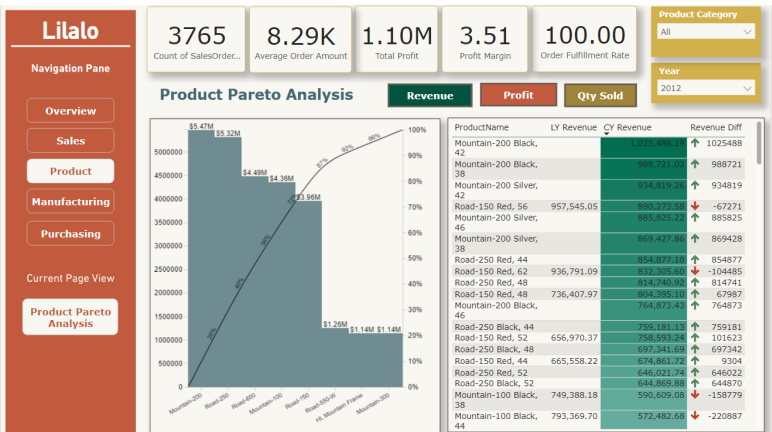 Lilalo
Navigation Pane
Overview
Sales
Product
Manufacturing
Purchasing
Current Page View
Product Pareto
Analysis
3765
Count of SalesOrder...
8.29K
Average Order Amount
1.10M
Total Profit
3.51
Profit Margin
100.00
Order Fulfillment Rate
Product Category
All
Year
2012
Product Pareto Analysis
Revenue
Profit
Qty Sold
$5.47M
$5.32M
$4.49M
$4.36M
$3.96M
$1.26M
$1.14M
$1.14M
5000000
4500000
4000000
3500000
3000000
2500000
2000000
1500000
1000000
500000
0
100%
90%
80%
70%
60%
50%
40%
30%
20%
10%
0%
20%
40%
56%
87%
92%
96%
Mountain-200
Road-250
Road-650
Mountain-100
Road-150
Road-550-W
HL Mountain Frame
Mountain-300
ProductName LY Revenue CY Revenue Revenue Diff
Mountain-200 Black, 1,025,488.19 1025488
42
Mountain-200 Black, 988,721.02 988721
38
Mountain-200 Silver, 934,819.26 934819
42
Road-150 Red, 56 957,545.05 890,273.58 -67271
Mountain-200 Silver, 885,825.22 885825
46
Mountain-200 Silver, 869,427.86 869428
38
Road-250 Red, 44 854,877.10 854877
Road-150 Red, 62 936,791.09 832,305.60 -104485
Road-250 Red, 48 814,740.92 814741
Road-150 Red, 48 736,407.97 804,395.10 67987
Mountain-200 Black, 764,873.43 764873
46
Road-250 Black, 44 759,181.13 759181
Road-150 Red, 52 656,970.37 758,593.24 101623
Road-250 Black, 48 697,341.69 697342
Road-150 Red, 44 665,558.22 674,861.72 9304
Road-250 Red, 52 646,021.74 646022
Road-250 Black, 52 644,869.88 644870
Mountain-100 Black, 749,388.18 590,609.08 -158779
38
Mountain-100 Black, 793,369.70 572,482.68 -220887
44